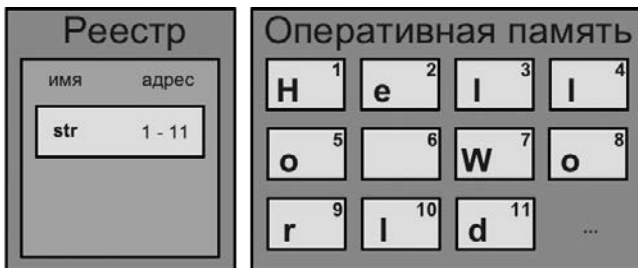 Реестр
имя адрес
str 1 - 11
Оперативная память
H 1 e 2 l 3 l 4
o 5 6 W 7 o 8
r 9 l 10 d 11 ...